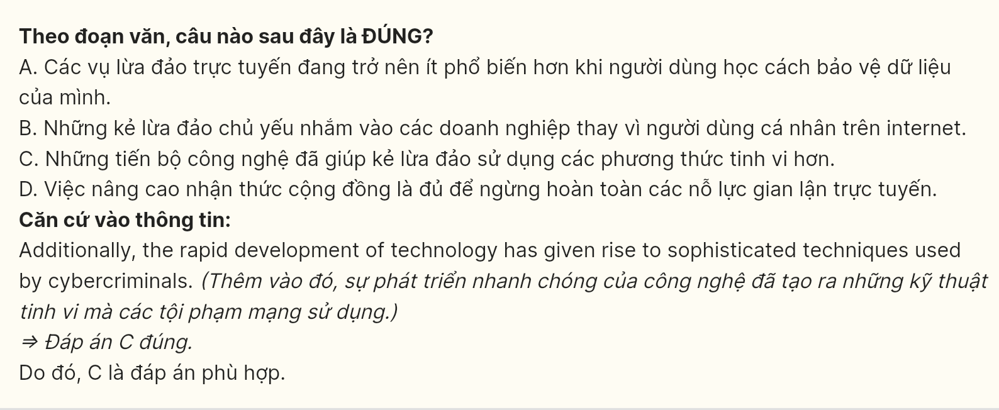 Theo đoạn văn, câu nào sau đây là ĐÚNG?
A. Các vụ lừa đảo trực tuyến đang trở nên ít phổ biến hơn khi người dùng học cách bảo vệ dữ liệu
của mình.
B. Những kẻ lừa đảo chủ yếu nhắm vào các doanh nghiệp thay vì người dùng cá nhân trên internet.
C. Những tiến bộ công nghệ đã giúp kẻ lừa đảo sử dụng các phương thức tinh vi hơn.
D. Việc nâng cao nhận thức cộng đồng là đủ để ngừng hoàn toàn các nỗ lực gian lận trực tuyến.
Căn cứ vào thông tin:
Additionally, the rapid development of technology has given rise to sophisticated techniques used
by cybercriminals. (Thêm vào đó, sự phát triển nhanh chóng của công nghệ đã tạo ra những kỹ thuật
tinh vi mà các tội phạm mạng sử dụng.)
⇒ Đáp án C đúng.
Do đó, C là đáp án phù hợp.